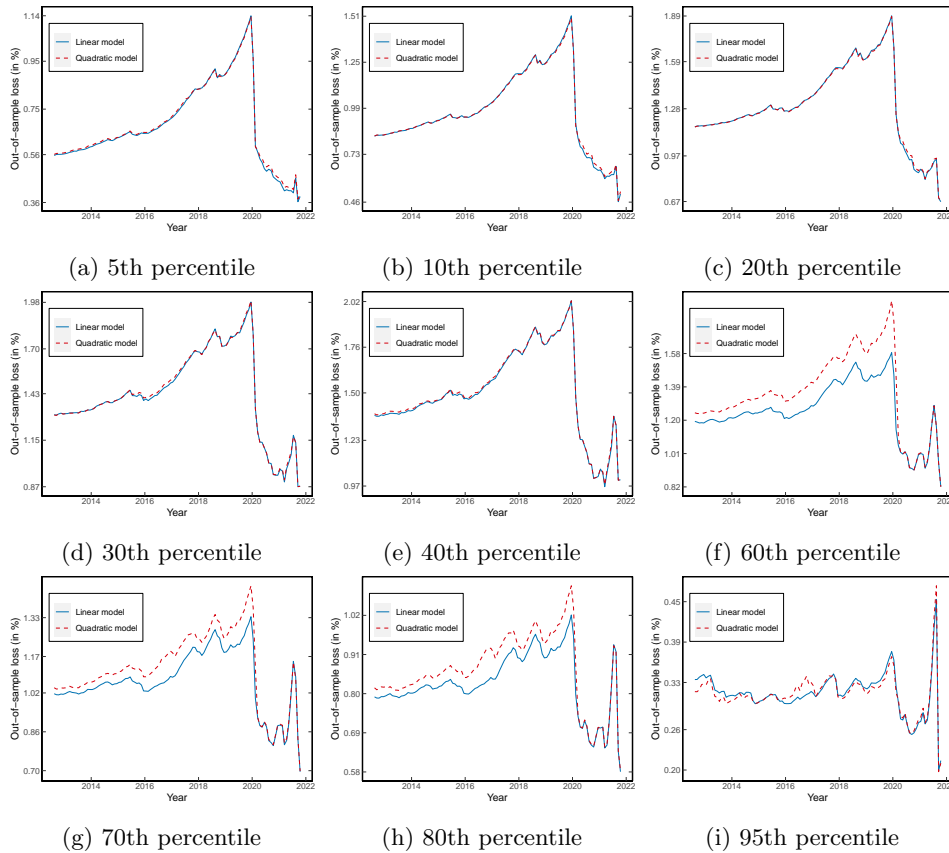 Out-of-sample loss (in %)
1.14
0.95
0.75
0.56
0.36
Linear model
Quadratic model
2014 2016 2018 2020 2022
Year
(a) 5th percentile
Out-of-sample loss (in %)
1.51
1.25
0.99
0.73
0.46
Linear model
Quadratic model
2014 2016 2018 2020 2022
Year
(b) 10th percentile
Out-of-sample loss (in %)
1.89
1.59
1.28
0.97
0.67
Linear model
Quadratic model
2014 2016 2018 2020 2022
Year
(c) 20th percentile
Out-of-sample loss (in %)
1.98
1.70
1.43
1.15
0.87
Linear model
Quadratic model
2014 2016 2018 2020 2022
Year
(d) 30th percentile
Out-of-sample loss (in %)
2.02
1.76
1.50
1.23
0.97
Linear model
Quadratic model
2014 2016 2018 2020 2022
Year
(e) 40th percentile
Out-of-sample loss (in %)
1.58
1.39
1.20
1.01
0.82
Linear model
Quadratic model
2014 2016 2018 2020 2022
Year
(f) 60th percentile
Out-of-sample loss (in %)
1.33
1.17
1.02
0.86
0.70
Linear model
Quadratic model
2014 2016 2018 2020 2022
Year
(g) 70th percentile
Out-of-sample loss (in %)
1.02
0.91
0.80
0.69
0.58
Linear model
Quadratic model
2014 2016 2018 2020 2022
Year
(h) 80th percentile
Out-of-sample loss (in %)
0.45
0.39
0.33
0.26
0.20
Linear model
Quadratic model
2014 2016 2018 2020 2022
Year
(i) 95th percentile